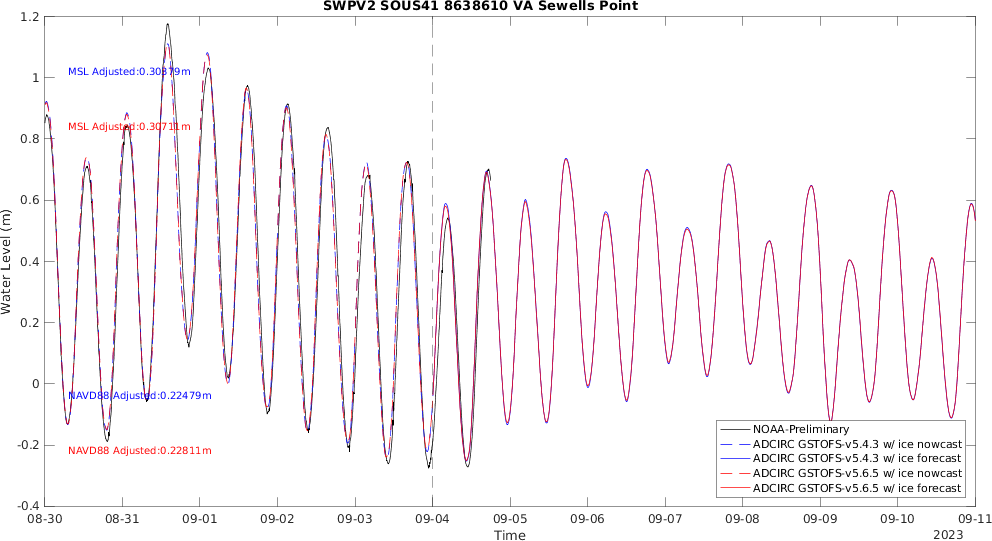 SWPV2 SOUS41 8638610 VA Sewells Point
1.2
1
0.8
0.6
0.4
0.2
0
-0.2
-0.4
Water Level (m)
MSL Adjusted:0.30379m
MSL Adjusted:0.30711m
NAVD88 Adjusted:0.22479m
NAVD88 Adjusted:0.22811m
NOAA-Preliminary
ADCIRC GSTOFS-v5.4.3 w/ ice nowcast
ADCIRC GSTOFS-v5.4.3 w/ ice forecast
ADCIRC GSTOFS-v5.6.5 w/ ice nowcast
ADCIRC GSTOFS-v5.6.5 w/ ice forecast
08-30 08-31 09-01 09-02 09-03 09-04 09-05 09-06 09-07 09-08 09-09 09-10 09-11
Time
2023